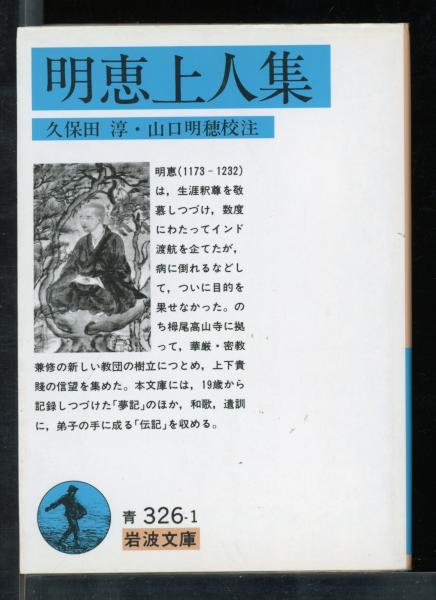 明恵上人集
久保田 淳・山口明穂校注
明恵(1173–1232)
は，生涯釈尊を敬
慕しつづけ，数度
にわたってインド
渡航を企てたが，
病に倒れるなどし
て，ついに目的を
果せなかった。の
ち栂尾高山寺に拠
って，華厳・密教
兼修の新しい教団の樹立につとめ，上下貴
賤の信望を集めた。本文庫には，19歳から
記録しつづけた「夢記」のほか，和歌，遺訓
に，弟子の手に成る「伝記」を収める。
青 326-1
岩波文庫